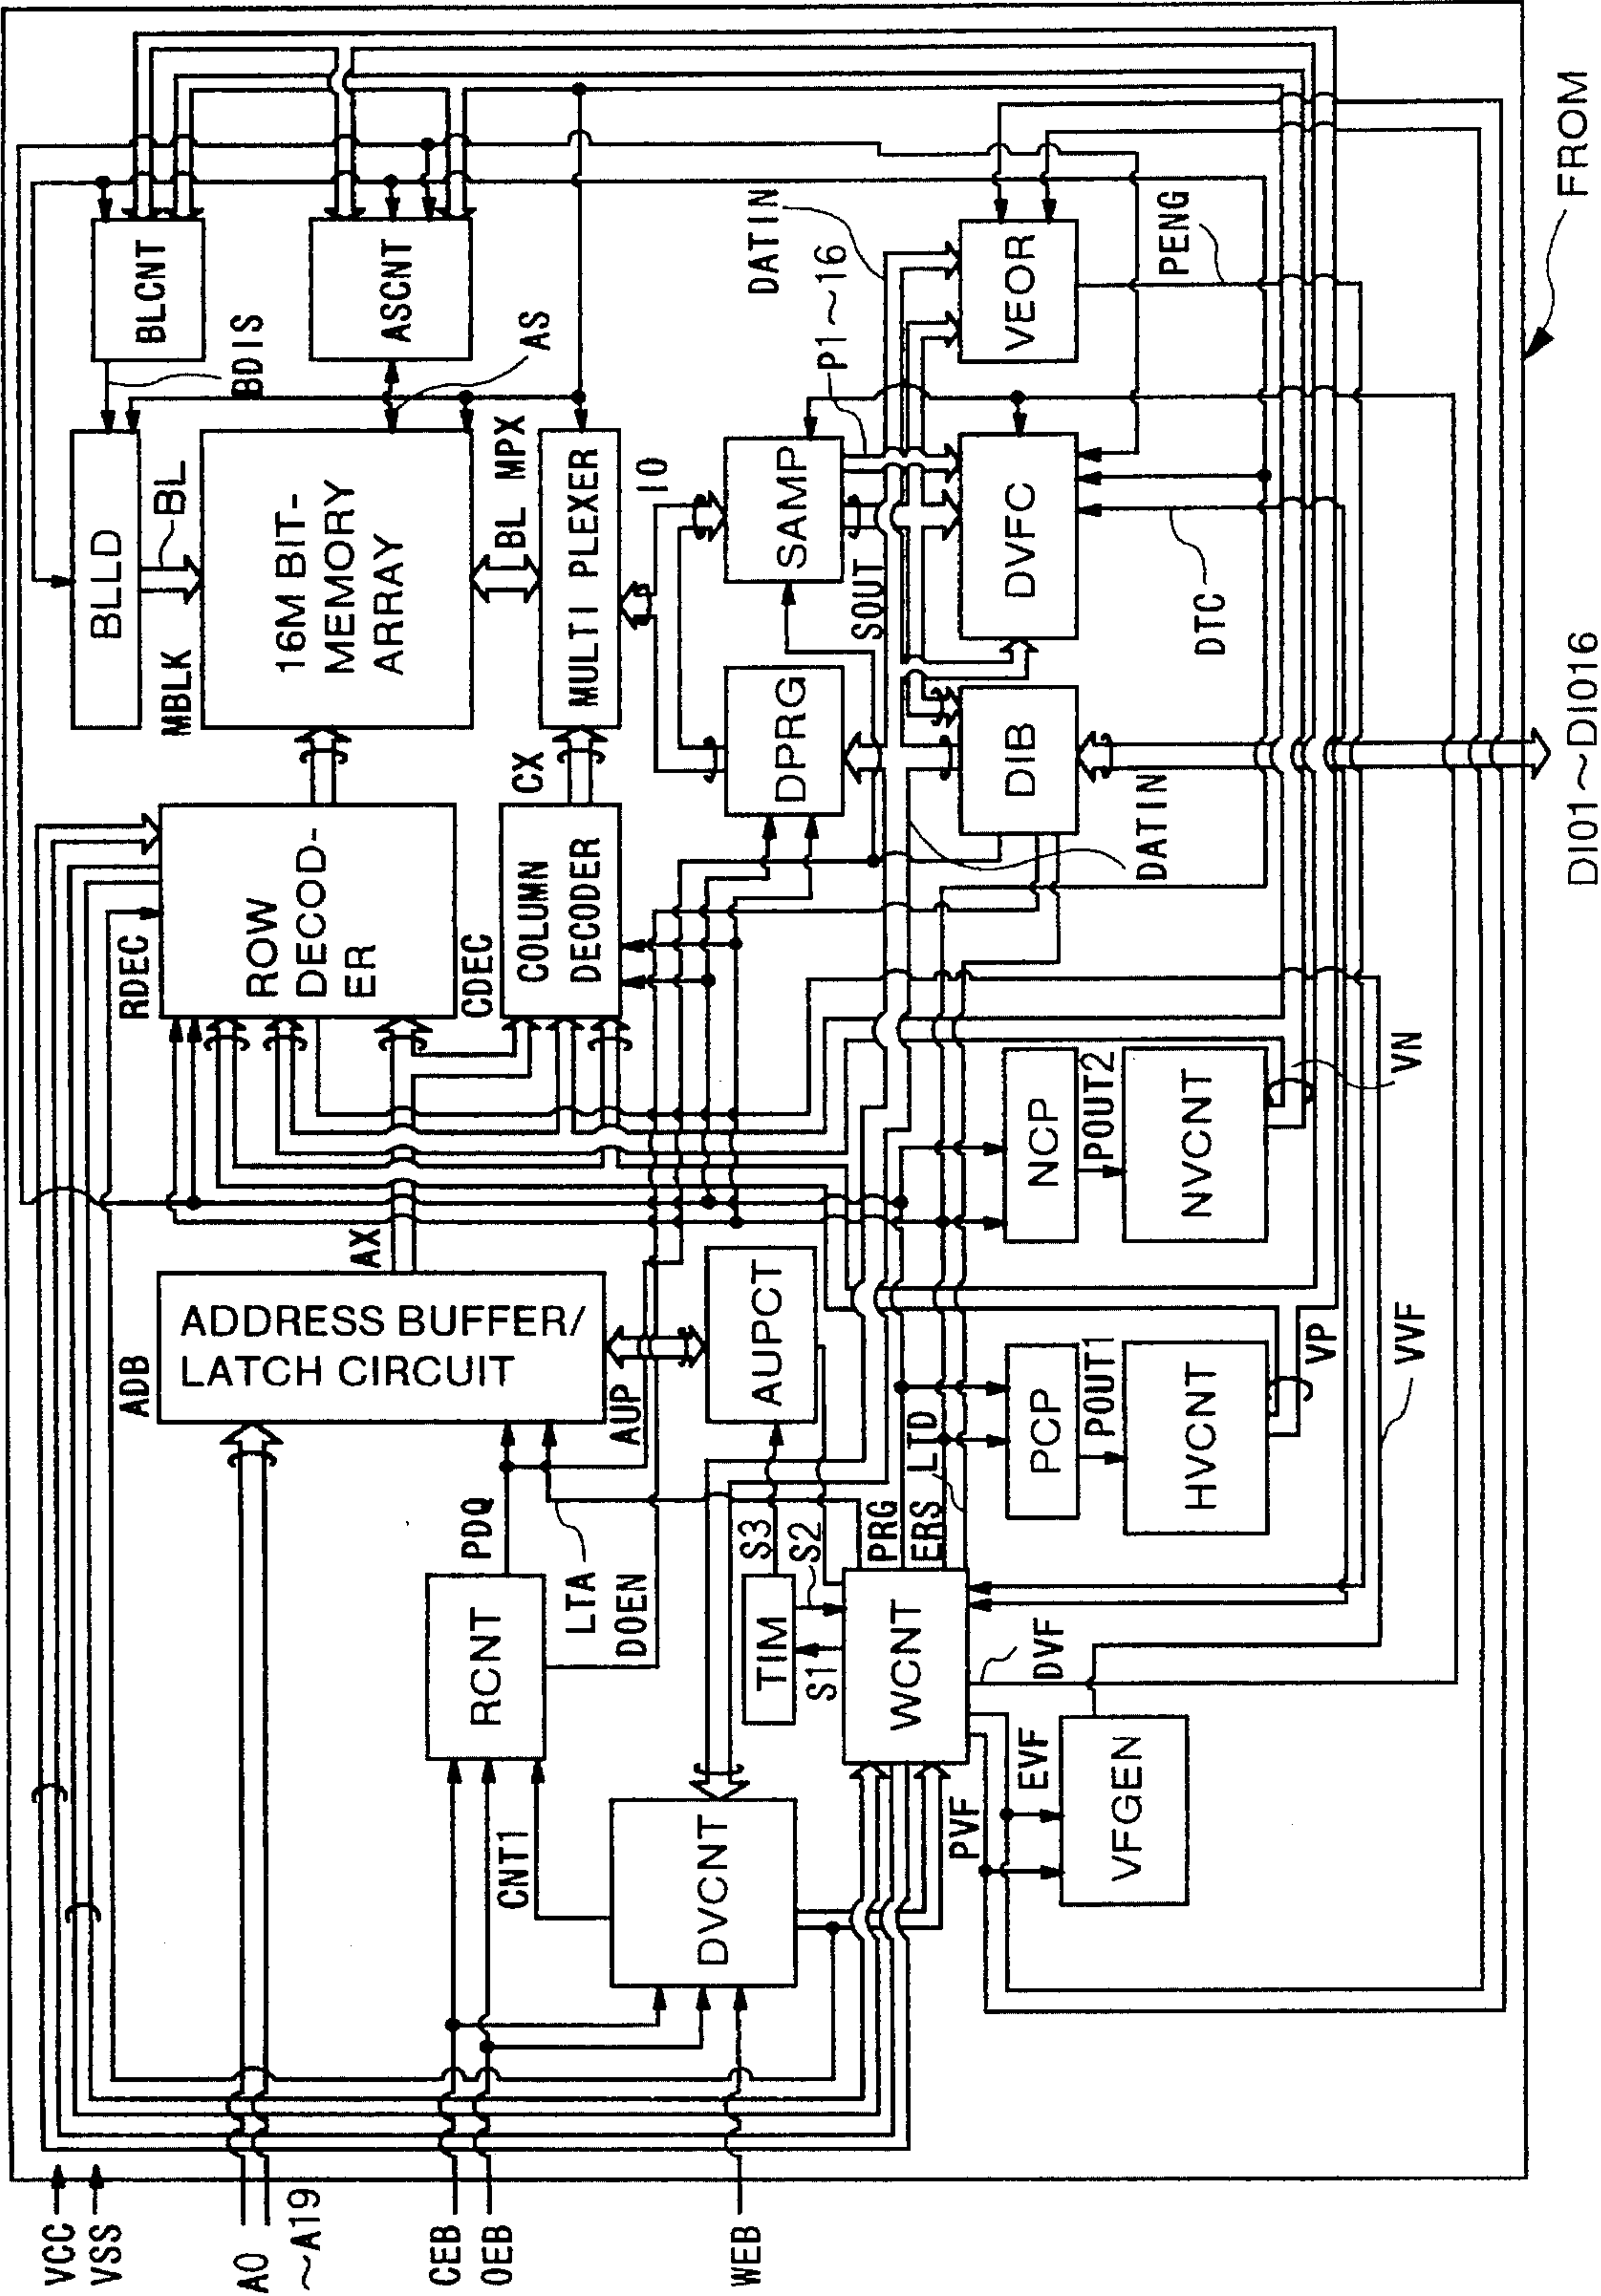 VCC
VSS
A0
~A19
CEB
OEB
WEB
ADB
ADDRESS BUFFER/
LATCH CIRCUIT
AX
RDEC
ROW
DECOD-
ER
MBLK
16M BIT-
MEMORY
ARRAY
BLLD
BL
BDIS
BLCNT
ASCNT
AS
CDEC
COLUMN
DECODER
CX
BL MPX
MULTI PLEXER
IO
RCNT
PDQ
CNT1
LTA
DOEN
AUP
AUPCT
DVCNT
TIM
S3
S2
S1
WCNT
PRG
ERS
LTD
DPRG
SAMP
DATIN
P1~16
SOUT
DIB
DVFC
VEOR
PENG
DTC
DATIN
NCP
POUT2
NVCNT
VN
PCP
POUT1
HVCNT
VP
VVF
DVF
EVF
PVF
VFGEN
DI01~DI016
FROM